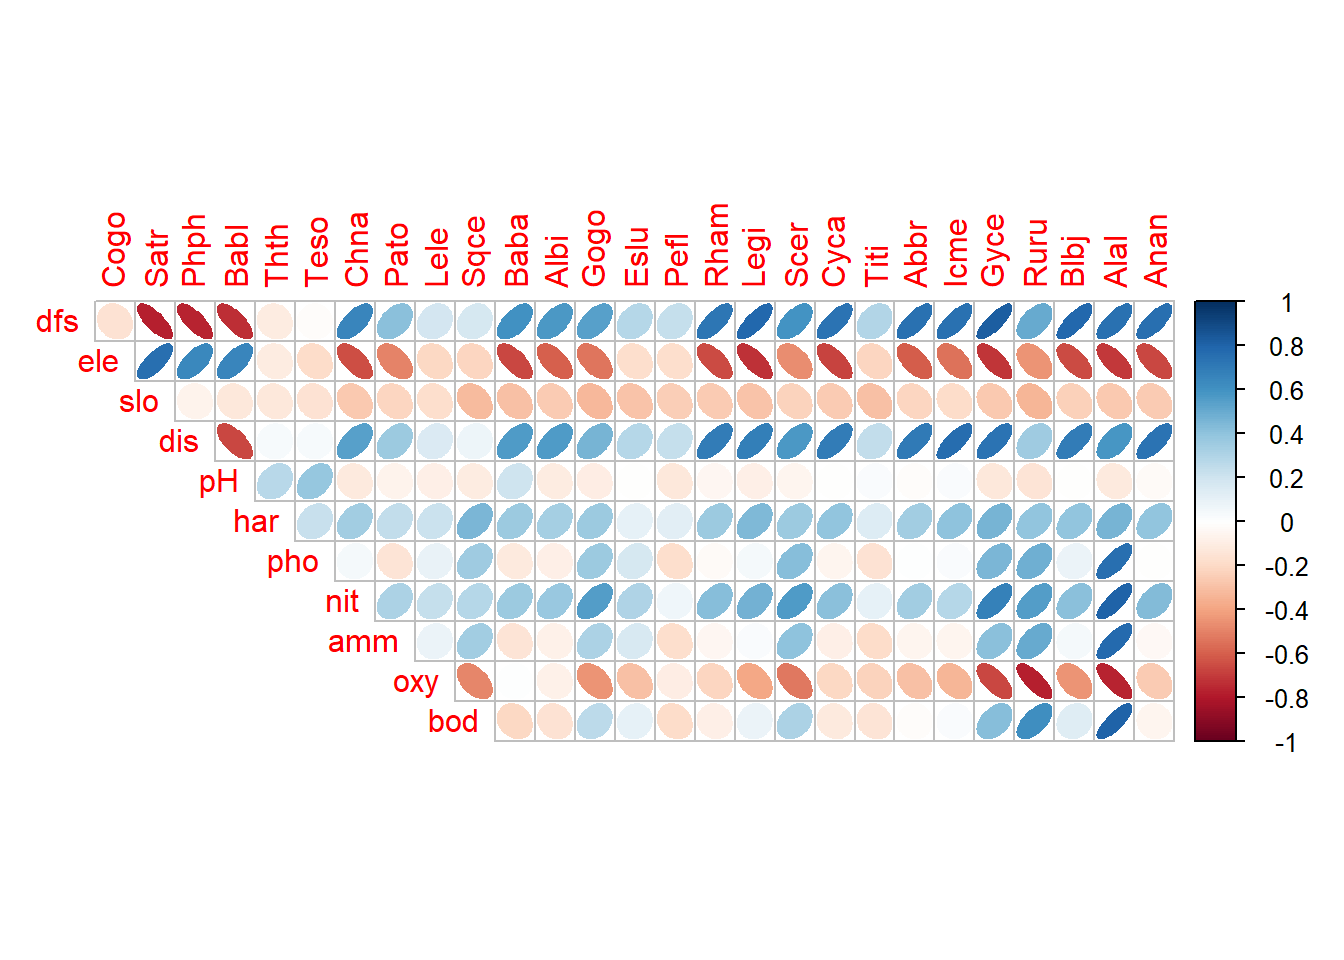 Cogo Satr Phph Babl Thth Teso Chna Pato Lele Sqce Baba Albi Gogo Eslu Pefl Rham Legi Scer Cyca Titi Abbr Icme Gyce Ruru Blbj Alal Anan
dfs
ele
slo
dis
pH
har
pho
nit
amm
oxy
bod
1
0.8
0.6
0.4
0.2
0
-0.2
-0.4
-0.6
-0.8
-1